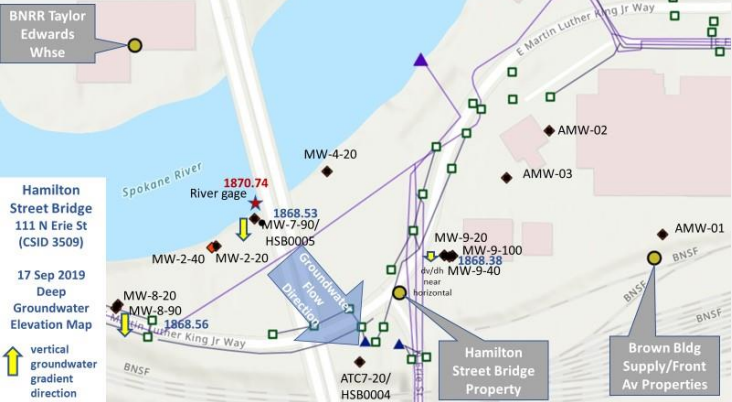 BNRR Taylor
Edwards
Whse
E Martin Luther King Jr Way
AMW-02
MW-4-20
AMW-03
Spokane River
1870.74
River gage
1868.53
MW-7-90/
HSB0005
MW-2-40
MW-2-20
MW-9-20
MW-9-100
1868.38
MW-9-40
dv/dh
near
horizontal
AMW-01
BNSF
BNSF
BNSF
Groundwater
Flow
Direction
Hamilton
Street Bridge
111 N Erie St
(CSID 3509)
17 Sep 2019
Deep
Groundwater
Elevation Map
vertical
groundwater
gradient
direction
MW-8-20
MW-8-90
1868.56
Martin Luther King Jr Way
BNSF
ATC7-20/
HSB0004
Hamilton
Street Bridge
Property
Brown Bldg
Supply/Front
Av Properties